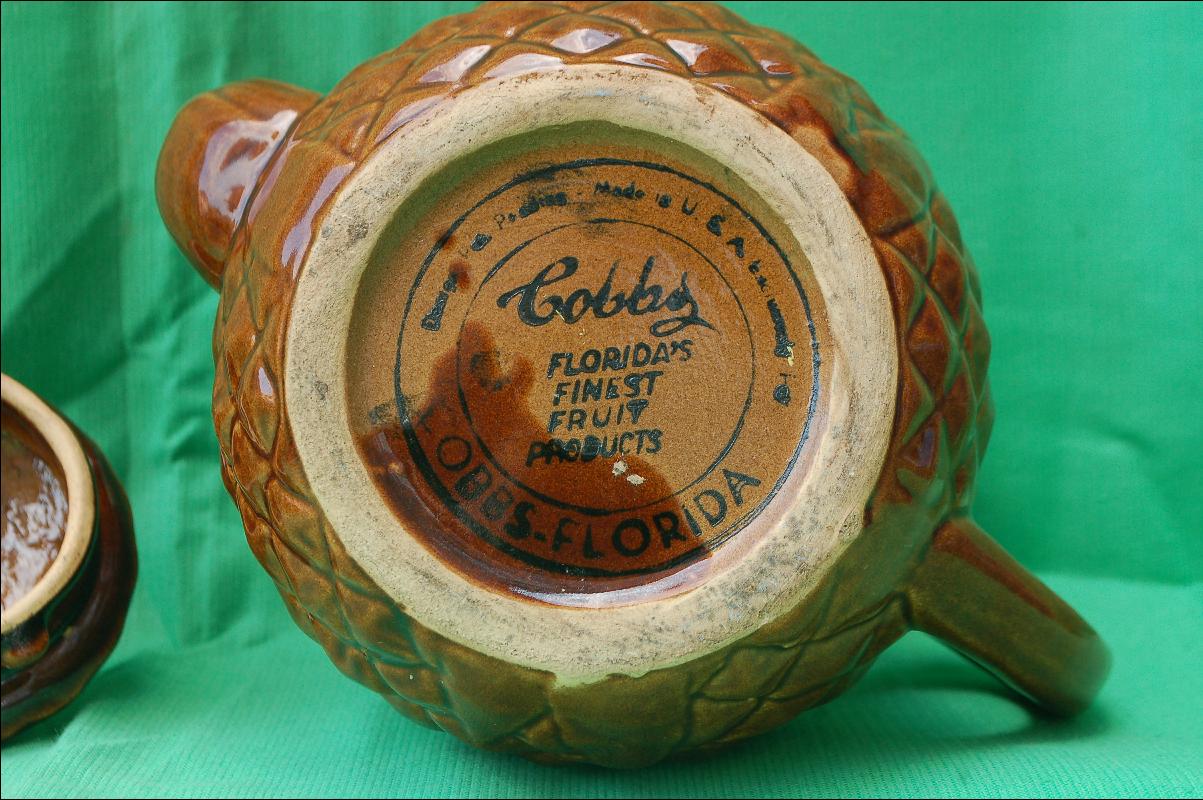 Made in U.S.A.
Cobbs
FLORIDA'S
FINEST
FRUIT
PRODUCTS
COBBS-FLORIDA